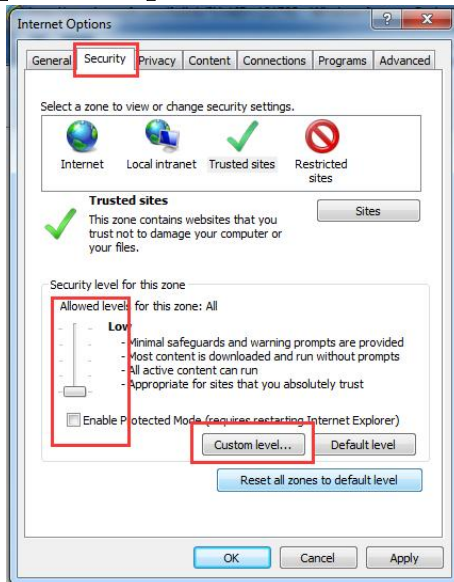 Internet Options
General Security Privacy Content Connections Programs Advanced
Select a zone to view or change security settings.
Internet Local intranet Trusted sites Restricted sites
Trusted sites
Sites
This zone contains websites that you
trust not to damage your computer or
your files.
Security level for this zone
Allowed levels for this zone: All
Low
- Minimal safeguards and warning prompts are provided
- Most content is downloaded and run without prompts
- All active content can run
- Appropriate for sites that you absolutely trust
Enable Protected Mode (requires restarting Internet Explorer)
Custom level... Default level
Reset all zones to default level
OK Cancel Apply